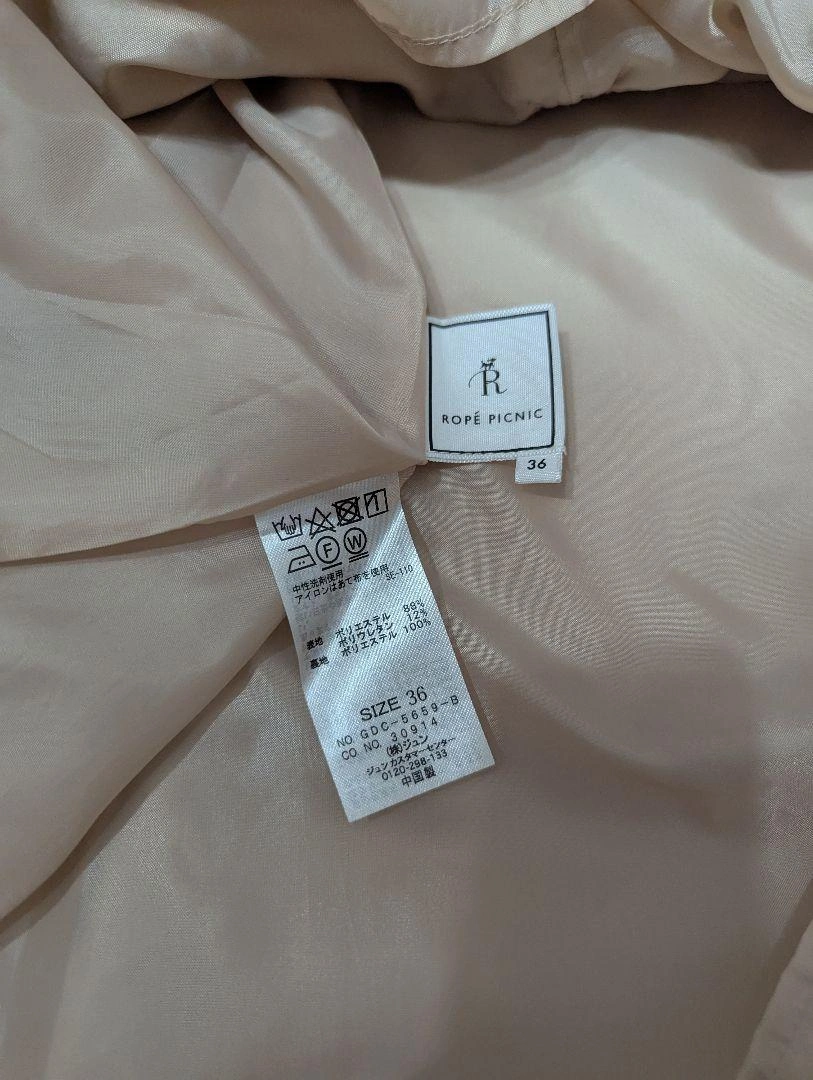 R
ROPÉ PICNIC
36
F W
中性洗剤使用
アイロンはあて布を使用 SE-110
表地 ポリエステル 88%
ポリウレタン 12%
裏地 ポリエステル 100%
SIZE 36
NO. GDC-5659-B
CO NO. 30914
(株)ジュン
ジュン カスタマーセンター
0120-298-133
中国製